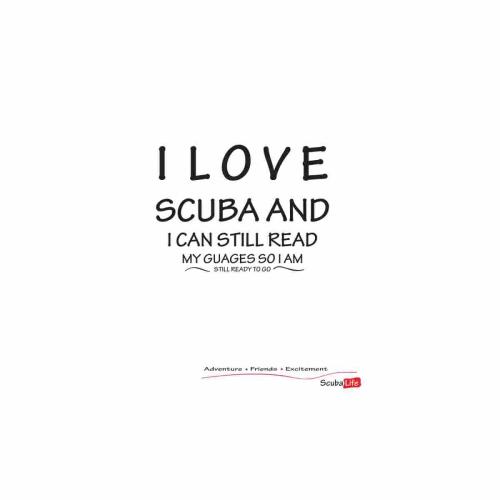 I LOVE
SCUBA AND
I CAN STILL READ
MY GUAGES SO I AM
STILL READY TO GO
Adventure • Friends • Excitement
ScubaLife